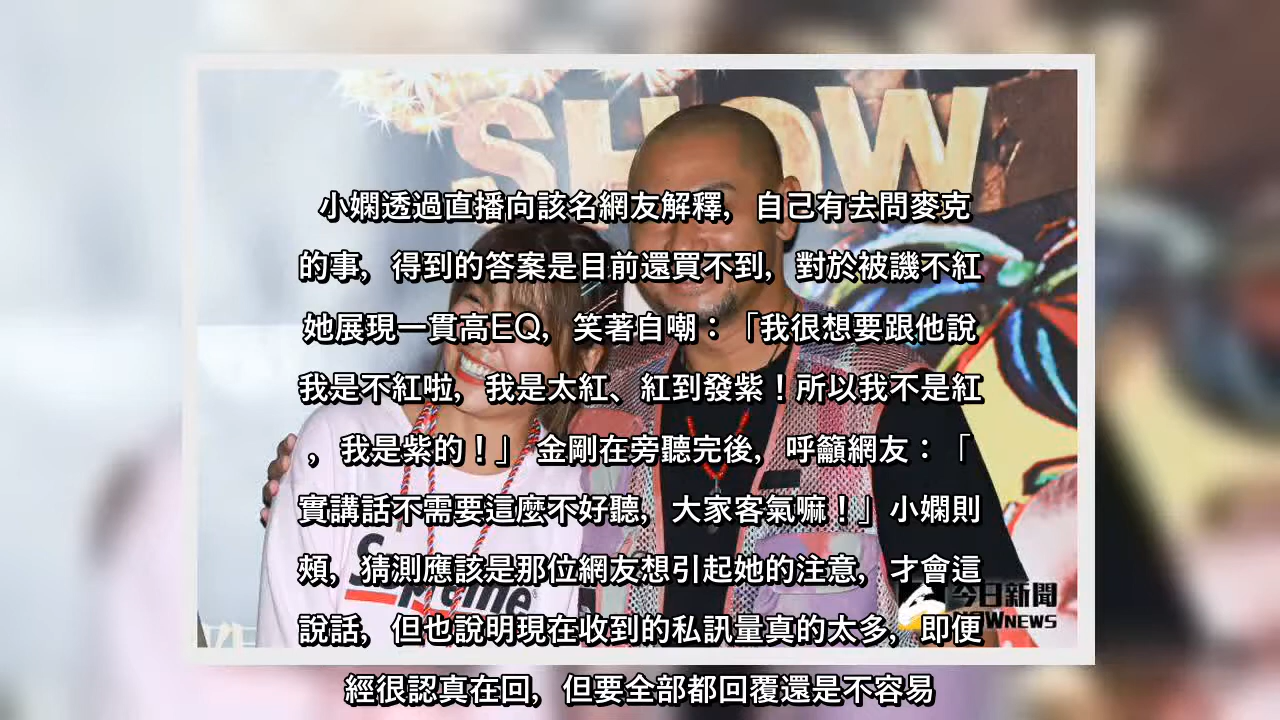 SHOW
小嫻透過直播向該名網友解釋，自己有去問麥克
的事，得到的答案是目前還買不到，對於被譏不紅
她展現一貫高EQ，笑著自嘲：「我很想要跟他說
我是不紅啦，我是太紅、紅到發紫！所以我不是紅
，我是紫的！」 金剛在旁聽完後，呼籲網友：「
實講話不需要這麼不好聽，大家客氣嘛！」小嫻則
頰，猜測應該是那位網友想引起她的注意，才會這
Supreme
今日新聞
NOWNEWS
說話，但也說明現在收到的私訊量真的太多，即便
經很認真在回，但要全部都回覆還是不容易